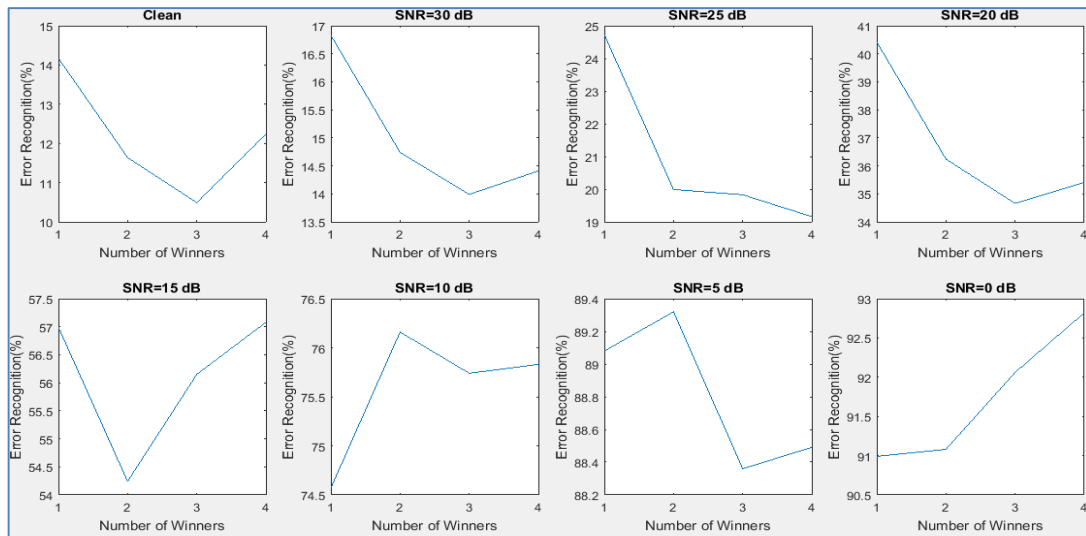 Clean
15
14
13
12
11
10
Error Recognition(%)
1 2 3 4
Number of Winners
SNR=30 dB
17
16.5
16
15.5
15
14.5
14
13.5
Error Recognition(%)
1 2 3 4
Number of Winners
SNR=25 dB
25
24
23
22
21
20
19
Error Recognition(%)
1 2 3 4
Number of Winners
SNR=20 dB
41
40
39
38
37
36
35
34
Error Recognition(%)
1 2 3 4
Number of Winners
SNR=15 dB
57.5
57
56.5
56
55.5
55
54.5
54
Error Recognition(%)
1 2 3 4
Number of Winners
SNR=10 dB
76.5
76
75.5
75
74.5
Error Recognition(%)
1 2 3 4
Number of Winners
SNR=5 dB
89.4
89.2
89
88.8
88.6
88.4
88.2
Error Recognition(%)
1 2 3 4
Number of Winners
SNR=0 dB
93
92.5
92
91.5
91
90.5
Error Recognition(%)
1 2 3 4
Number of Winners